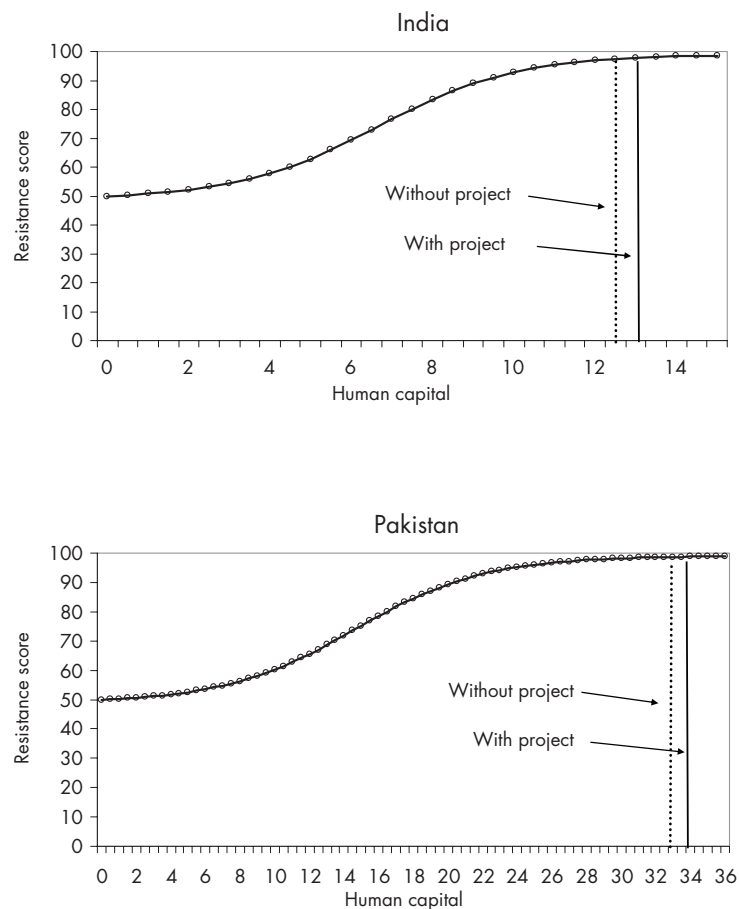 India
100
90
80
70
60
50
40
30
20
10
0
Resistance score
Without project
With project
0 2 4 6 8 10 12 14
Human capital
Pakistan
100
90
80
70
60
50
40
30
20
10
0
Resistance score
Without project
With project
0 2 4 6 8 10 12 14 16 18 20 22 24 26 28 30 32 34 36
Human capital